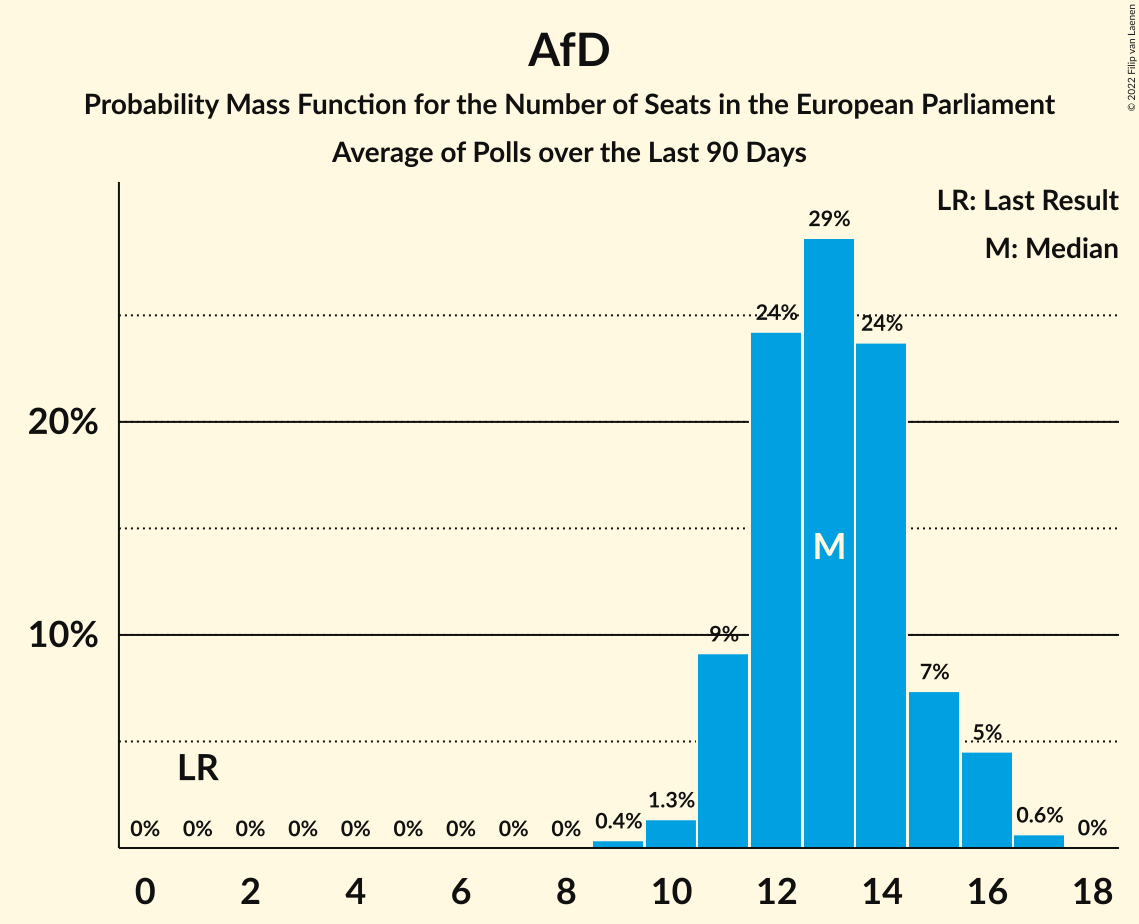 AfD
Probability Mass Function for the Number of Seats in the European Parliament
Average of Polls over the Last 90 Days
© 2022 Filip van Laenen
LR: Last Result
M: Median
29%
24%
24%
20%
M
10%
9%
7%
5%
LR
1.3%
0.4%
0.6%
0% 0% 0% 0% 0% 0% 0% 0% 0% 0%
0 2 4 6 8 10 12 14 16 18